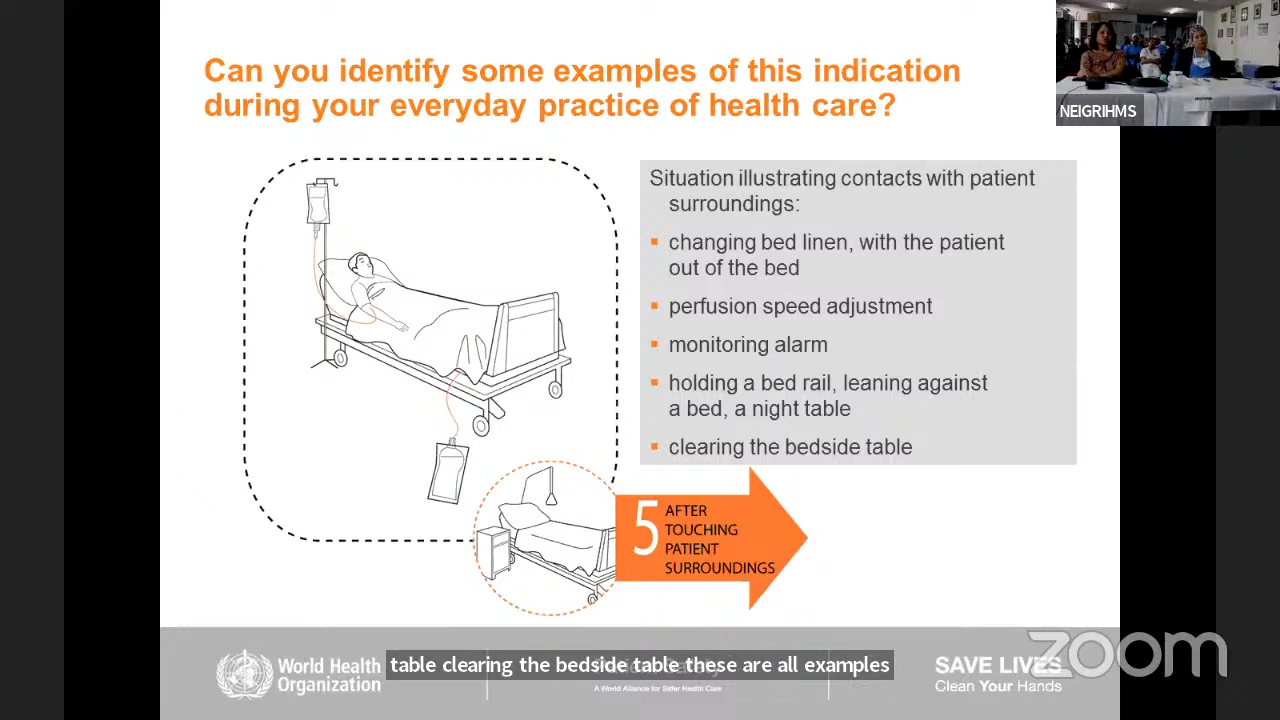 Can you identify some examples of this indication
during your everyday practice of health care?
NEIGRIHMS
Situation illustrating contacts with patient
surroundings:
changing bed linen, with the patient
out of the bed
perfusion speed adjustment
monitoring alarm
holding a bed rail, leaning against
a bed, a night table
clearing the bedside table
5
AFTER
TOUCHING
PATIENT
SURROUNDINGS
World Health
Organization
table clearing the bedside table these are all examples
A World Alliance for Safer Health Care
SAVE LIVES
Clean Your Hands
zoom